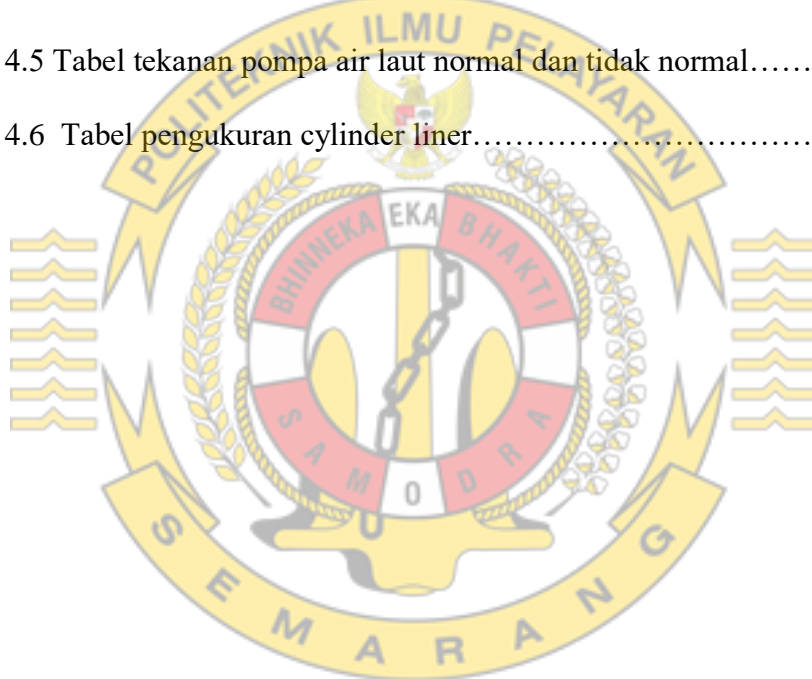 POLITEKNIK ILMU PELAYARAN
4.5 Tabel tekanan pompa air laut normal dan tidak normal……
4.6 Tabel pengukuran cylinder liner……………………………
BHINNEKA EKA BHAKTI
SAMODRA
SEMARANG